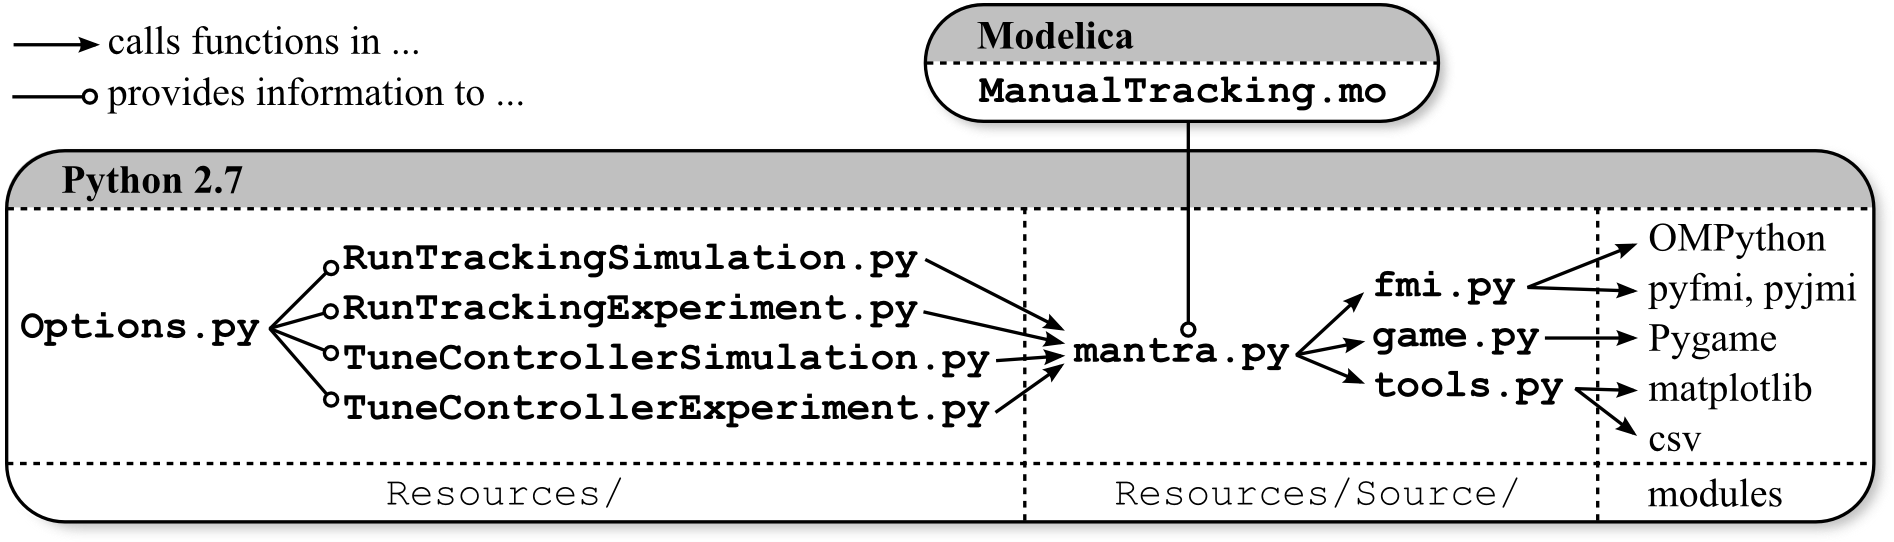 calls functions in ...
provides information to ...
Modelica
ManualTracking.mo
Python 2.7
Options.py
RunTrackingSimulation.py
RunTrackingExperiment.py
TuneControllerSimulation.py
TuneControllerExperiment.py
mantra.py
fmi.py
game.py
tools.py
OMPython
pyfmi, pyjmi
Pygame
matplotlib
csv
Resources/
Resources/Source/
modules